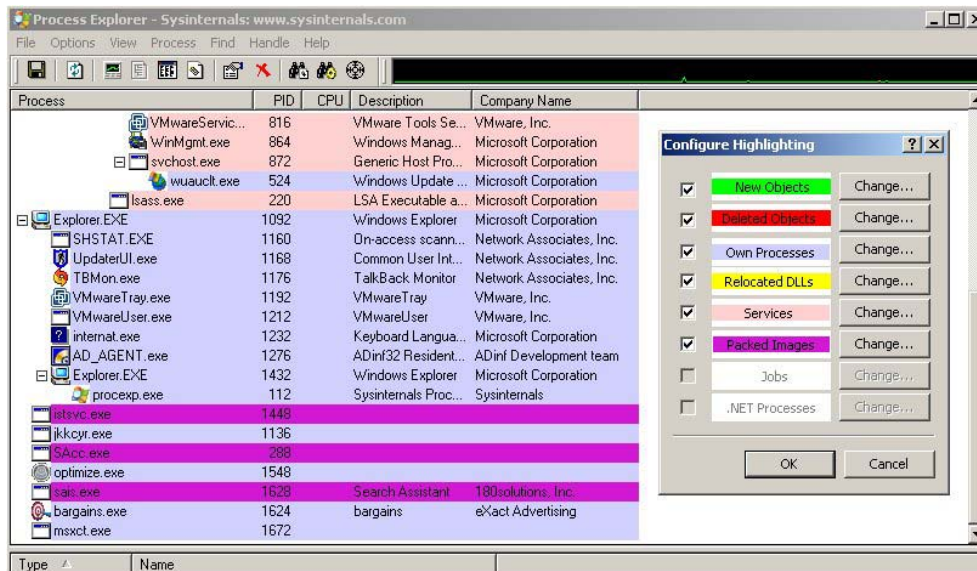 Process Explorer - Sysinternals: www.sysinternals.com
File Options View Process Find Handle Help
Process PID CPU Description Company Name
VMwareServic... 816 VMware Tools Se... VMware, Inc.
WinMgmt.exe 864 Windows Manag... Microsoft Corporation
svchost.exe 872 Generic Host Pro... Microsoft Corporation
wuauclt.exe 524 Windows Update ... Microsoft Corporation
lsass.exe 220 LSA Executable a... Microsoft Corporation
Explorer.EXE 1092 Windows Explorer Microsoft Corporation
SHSTAT.EXE 1160 On-access scann... Network Associates, Inc.
UpdaterUI.exe 1168 Common User Int... Network Associates, Inc.
TBMon.exe 1176 TalkBack Monitor Network Associates, Inc.
VMwareTray.exe 1192 VMwareTray VMware, Inc.
VMwareUser.exe 1212 VMwareUser VMware, Inc.
internat.exe 1232 Keyboard Langua... Microsoft Corporation
AD_AGENT.exe 1276 ADinf32 Resident... ADinf Development team
Explorer.EXE 1432 Windows Explorer Microsoft Corporation
procexp.exe 112 Sysinternals Proc... Sysinternals
istsvc.exe 1448
jkkcyr.exe 1136
SAcc.exe 288
optimize.exe 1548
sais.exe 1628 Search Assistant 180solutions, Inc.
bargains.exe 1624 bargains eXact Advertising
msxct.exe 1672
Type Name
Configure Highlighting
New Objects Change...
Deleted Objects Change...
Own Processes Change...
Relocated DLLs Change...
Services Change...
Packed Images Change...
Jobs Change...
.NET Processes Change...
OK Cancel